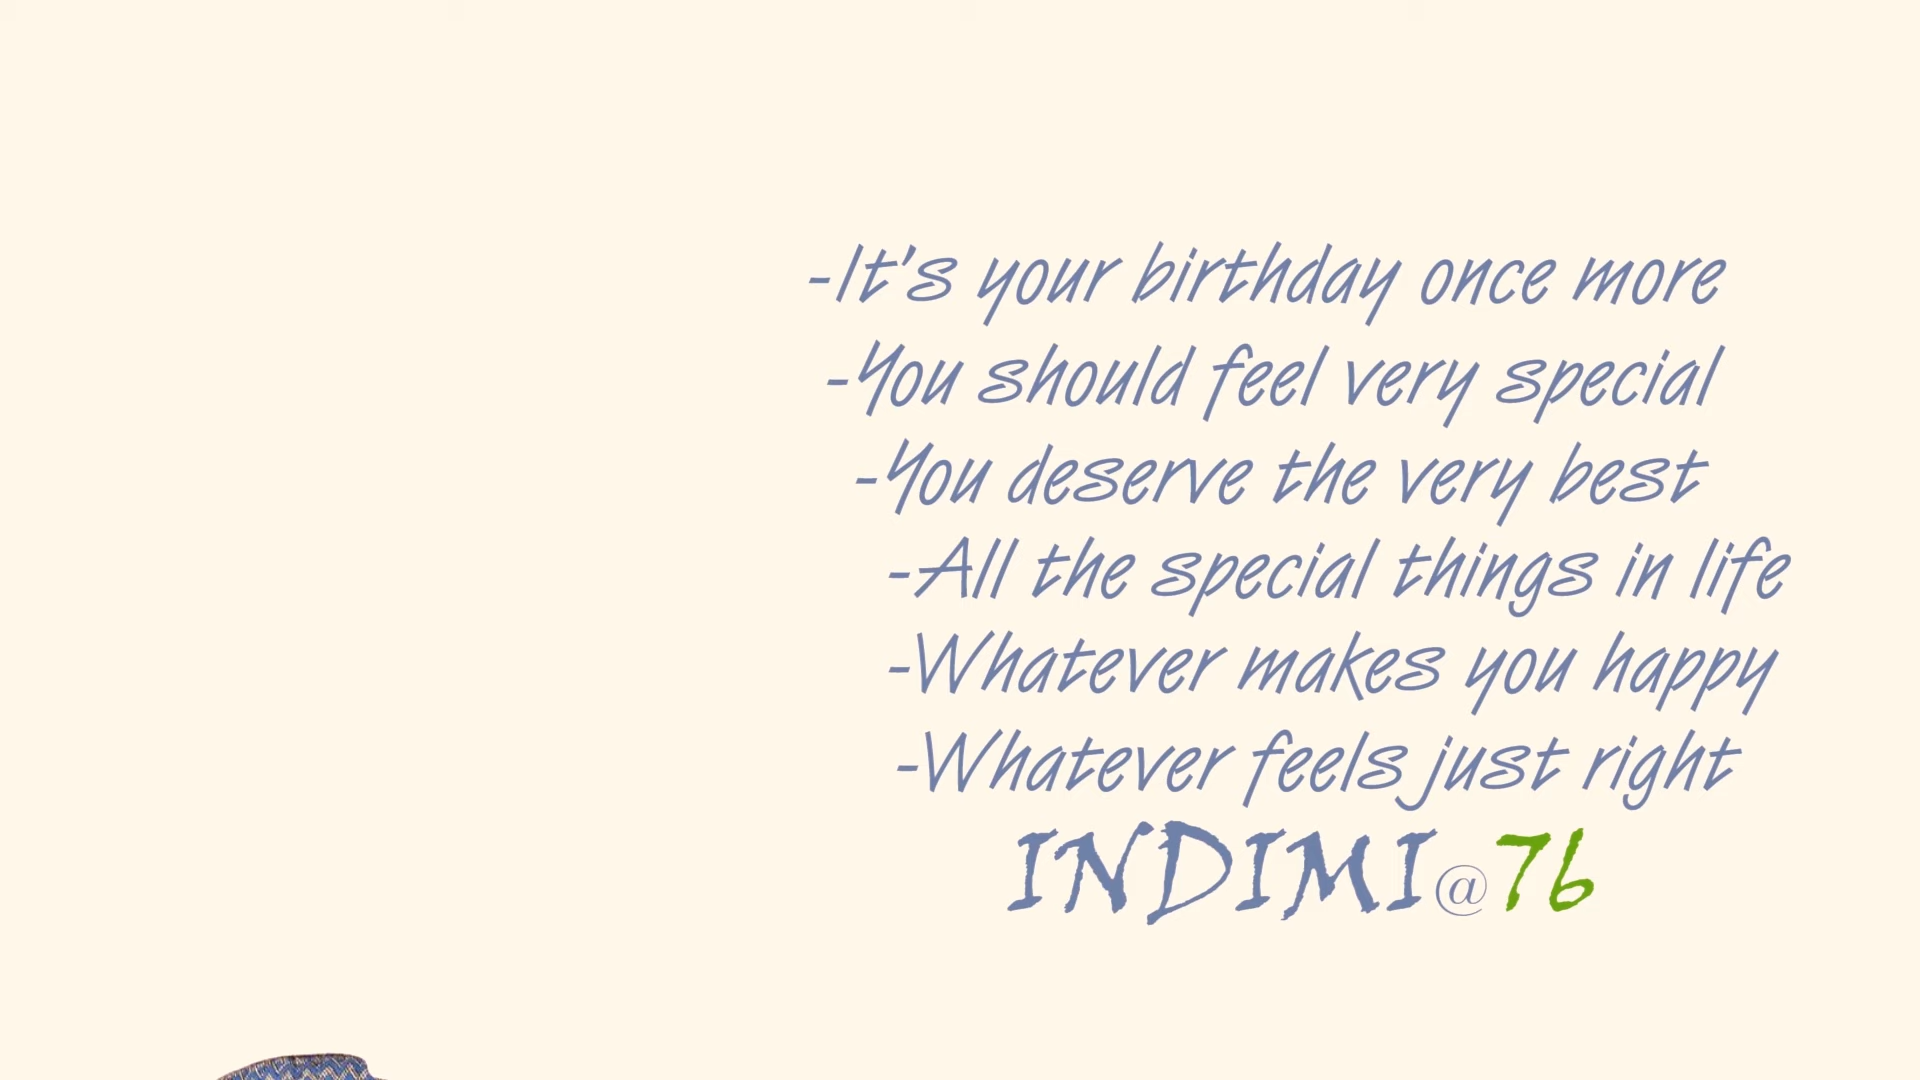 -It's your birthday once more
-You should feel very special
-You deserve the very best
-All the special things in life
-Whatever makes you happy
-Whatever feels just right
INDIMI@76